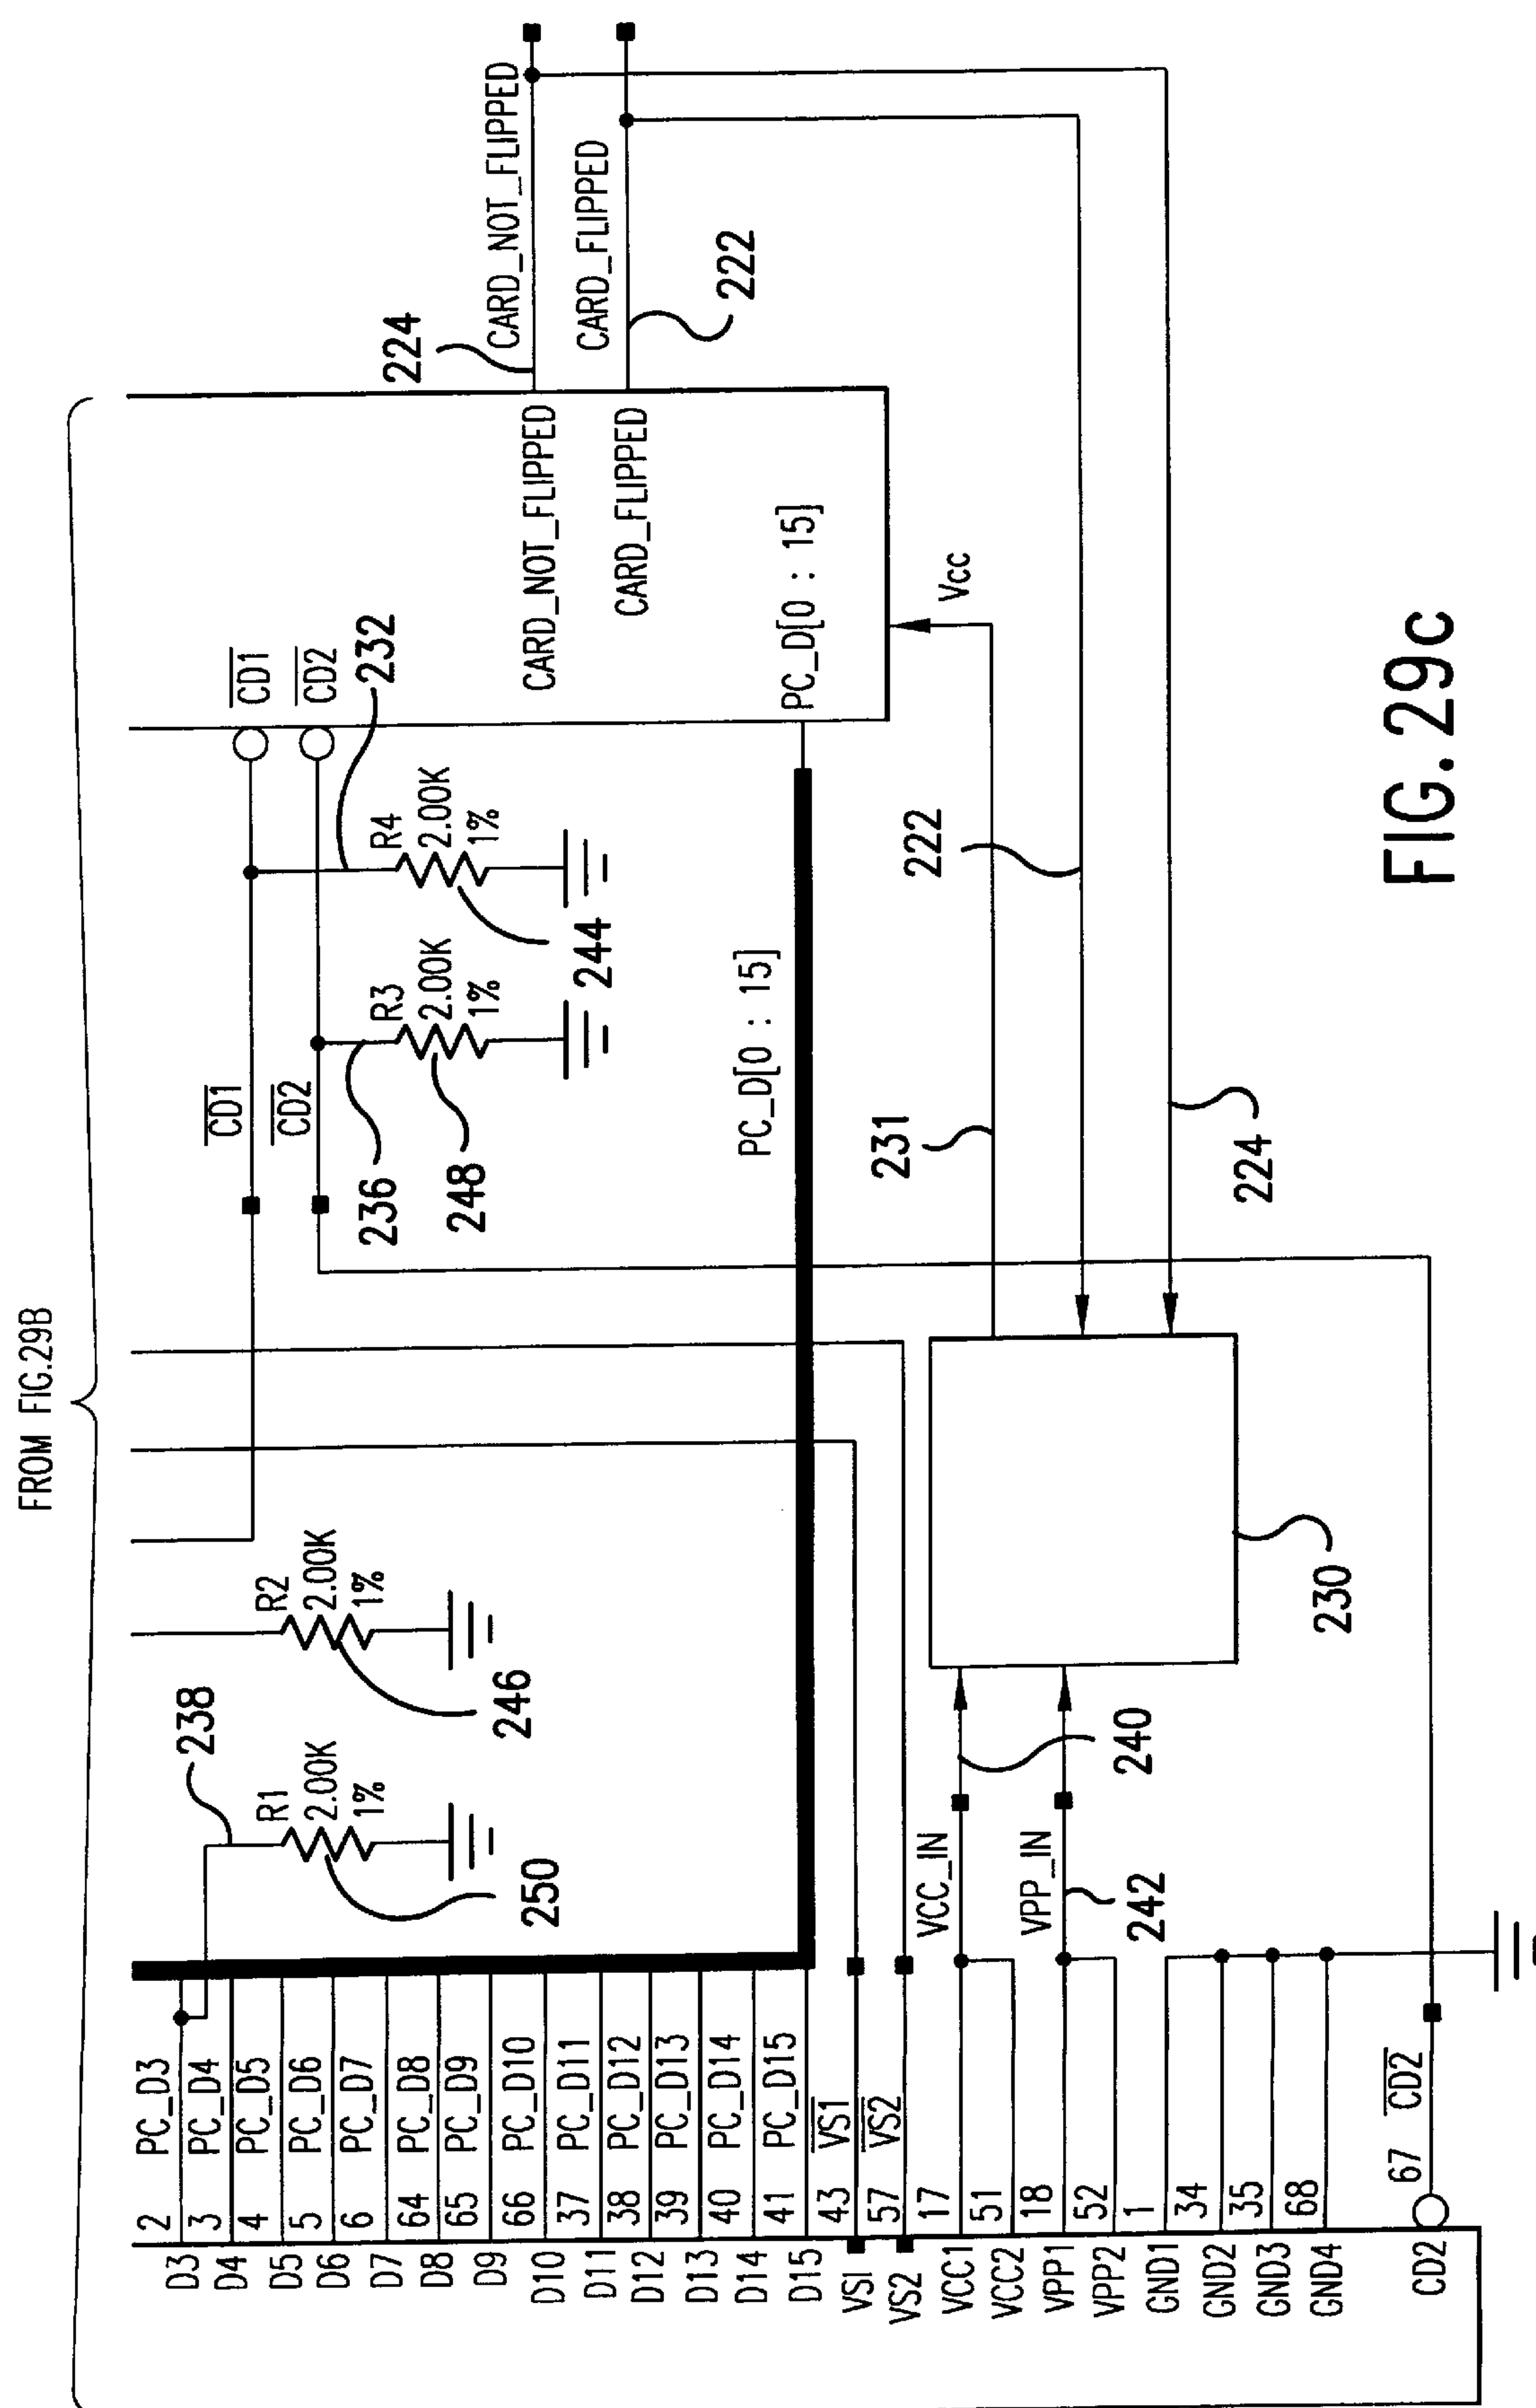 FROM FIG.29B
D3 2 PC_D3
D4 3 PC_D4
D5 4 PC_D5
D6 5 PC_D6
D7 6 PC_D7
D8 64 PC_D8
D9 65 PC_D9
D10 66 PC_D10
D11 37 PC_D11
D12 38 PC_D12
D13 39 PC_D13
D14 40 PC_D14
D15 41 PC_D15
VS1 43 VS1
VS2 57 VS2
VCC1 17
VCC2 51
VPP1 18
VPP2 52
GND1 1
GND2 34
GND3 35
GND4 68
CD2 67 CD2
238
R1
2.00K
1%
250
R2
2.00K
1%
246
CD1
CD2
236
R3
2.00K
1%
248
232
R4
2.00K
1%
244
CD1
CD2
CARD_NOT_FLIPPED
CARD_FLIPPED
PC_D[0 : 15]
PC_D[0 : 15]
224
CARD_NOT_FLIPPED
CARD_FLIPPED
222
Vcc
VCC_IN
240
VPP_IN
242
230
231
222
224
FIG. 29c